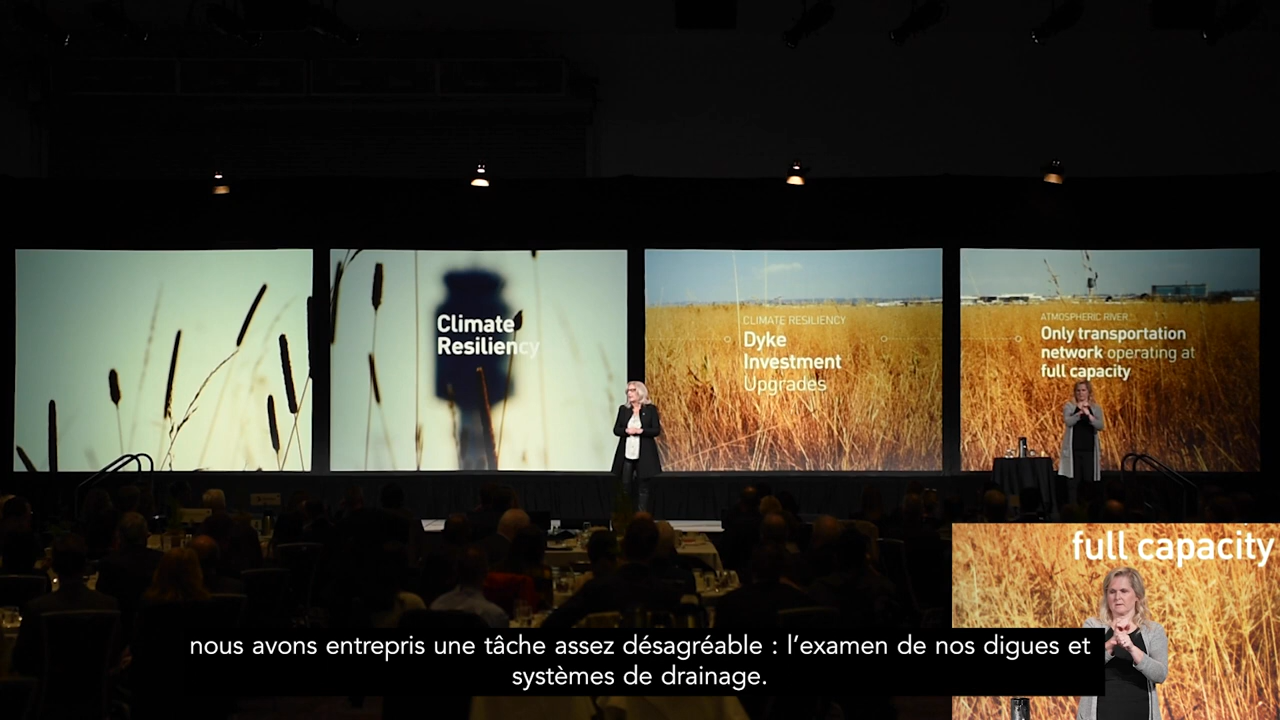 Climate
Resiliency
CLIMATE RESILIENCY
Dyke
Investment
Upgrades
ATMOSPHERIC RIVER
Only transportation
network operating at
full capacity
full capacity
nous avons entrepris une tâche assez désagréable : l’examen de nos digues et
systèmes de drainage.